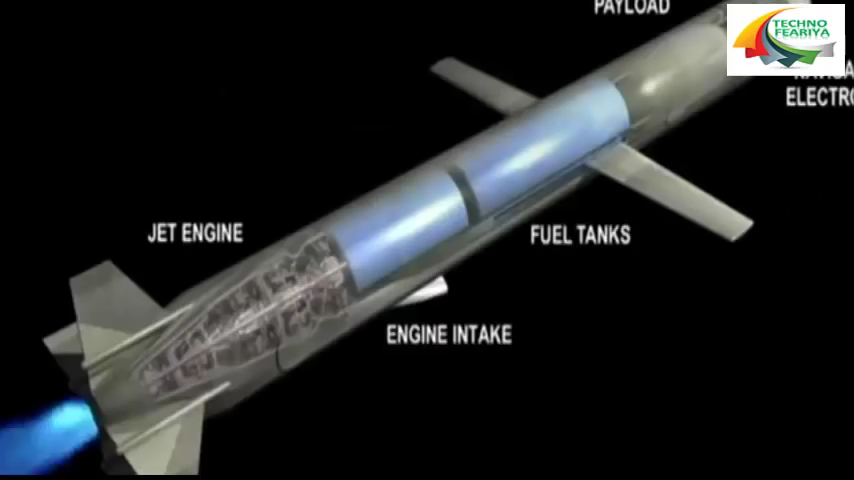 PAYLOAD
TECHNO
FEARIYA
ELECTRO
JET ENGINE
FUEL TANKS
ENGINE INTAKE